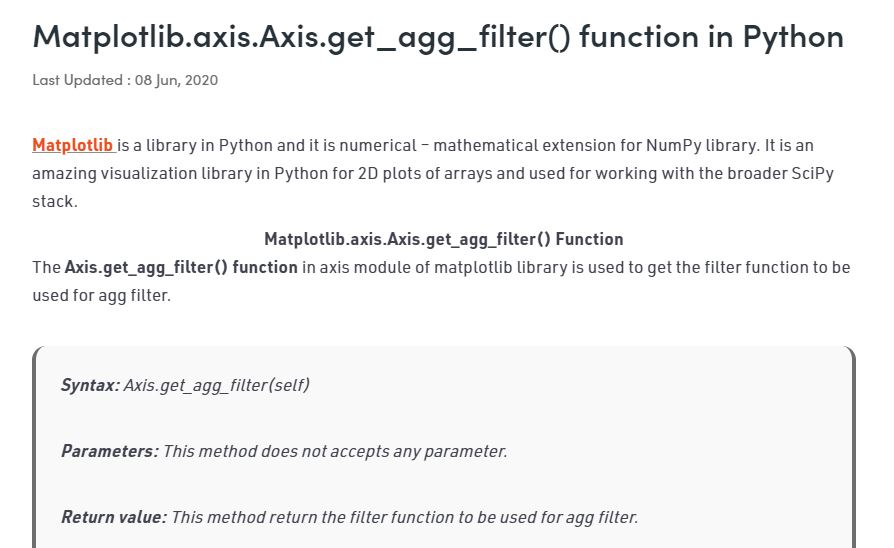 Matplotlib.axis.Axis.get_agg_filter() function in Python
Last Updated : 08 Jun, 2020
Matplotlib is a library in Python and it is numerical – mathematical extension for NumPy library. It is an
amazing visualization library in Python for 2D plots of arrays and used for working with the broader SciPy
stack.
Matplotlib.axis.Axis.get_agg_filter() Function
The Axis.get_agg_filter() function in axis module of matplotlib library is used to get the filter function to be
used for agg filter.
Syntax: Axis.get_agg_filter(self)
Parameters: This method does not accepts any parameter.
Return value: This method return the filter function to be used for agg filter.